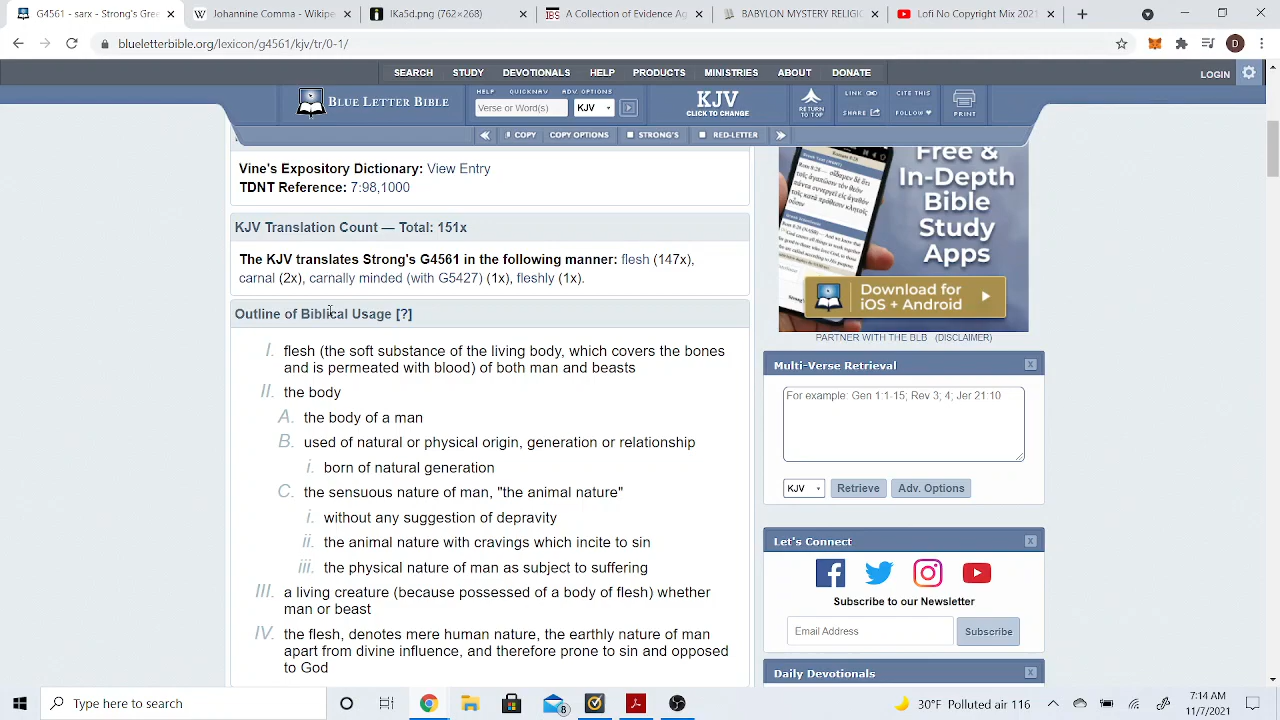 G4561 - Strong's Gree
Johannine Comma - Wikipe
IKa5d.png (762×268)
A Collection of Evidence Ag
BABYLON MYSTERY RELIGIO
Lofi No Copyright Mix 2021
blueletterbible.org/lexicon/g4561/kjv/tr/0-1/
D
SEARCH STUDY DEVOTIONALS HELP PRODUCTS MINISTRIES ABOUT DONATE
LOGIN
BLUE LETTER BIBLE
HELP QUICKNAV ADV OPTIONS
Verse or Word(s)
KJV
KJV
CLICK TO CHANGE
RETURN
TO TOP
LINK
CITE THIS
SHARE
FOLLOW
PRINT
COPY COPY OPTIONS STRONG'S RED-LETTER
Vine's Expository Dictionary: View Entry
TDNT Reference: 7:98,1000
KJV Translation Count — Total: 151x
The KJV translates Strong's G4561 in the following manner: flesh (147x),
carnal (2x), carnally minded (with G5427) (1x), fleshly (1x).
Outline of Biblical Usage [?]
I. flesh (the soft substance of the living body, which covers the bones
and is permeated with blood) of both man and beasts
II. the body
A. the body of a man
B. used of natural or physical origin, generation or relationship
i. born of natural generation
C. the sensuous nature of man, "the animal nature"
i. without any suggestion of depravity
ii. the animal nature with cravings which incite to sin
iii. the physical nature of man as subject to suffering
III. a living creature (because possessed of a body of flesh) whether
man or beast
IV. the flesh, denotes mere human nature, the earthly nature of man
apart from divine influence, and therefore prone to sin and opposed
to God
Free &
In-Depth
Bible
Study
Apps
Download for
iOS + Android
PARTNER WITH THE BLB (DISCLAIMER)
Multi-Verse Retrieval
For example: Gen 1:1-15; Rev 3; 4; Jer 21:10
KJV
Retrieve
Adv. Options
Let's Connect
Subscribe to our Newsletter
Email Address
Subscribe
Daily Devotionals
Type here to search
8
30°F Polluted air 116
7:14 AM
11/7/2021